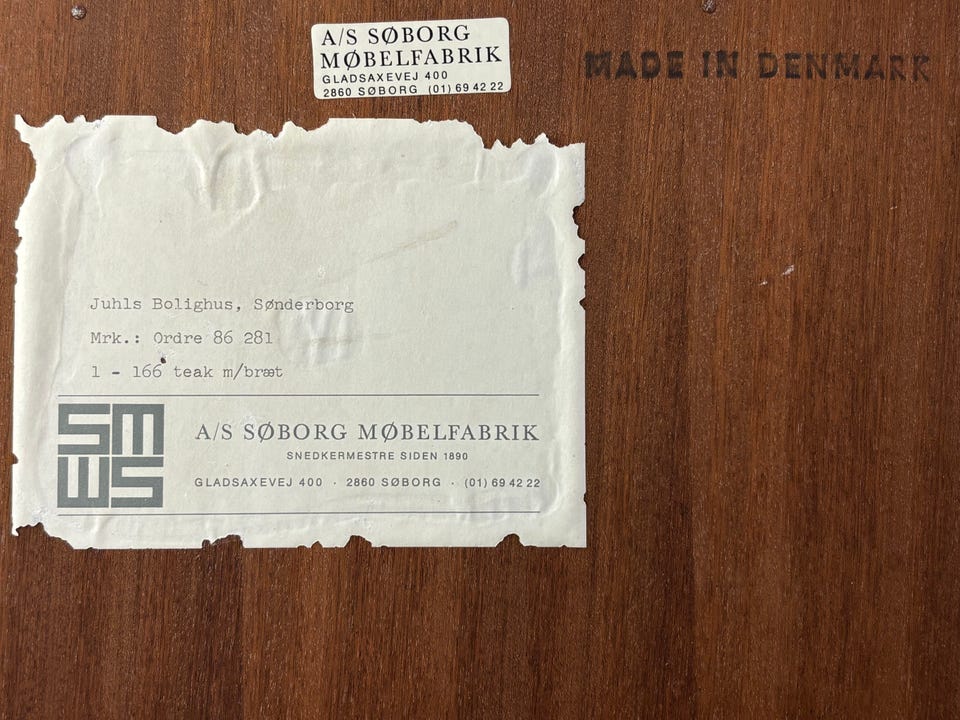 A/S SØBORG
MØBELFABRIK
GLADSAXEVEJ 400
2860 SØBORG (01) 69 42 22
MADE IN DENMARK
Juhls Bolighus, Sønderborg
Mrk.: Ordre 86 281
1 - 166 teak m/bræt
SM
WS
A/S SØBORG MØBELFABRIK
SNEDKERMESTRE SIDEN 1890
GLADSAXEVEJ 400 · 2860 SØBORG · (01) 69 42 22